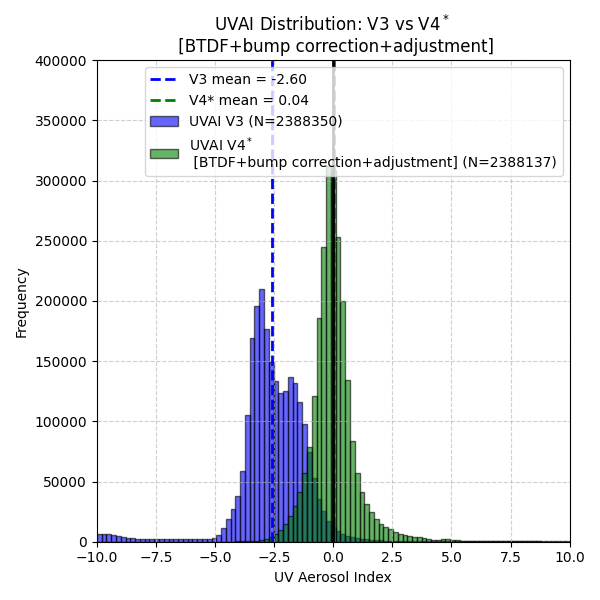 UVAI Distribution: V3 vs V4*
[BTDF+bump correction+adjustment]
400000
350000
300000
250000
200000
150000
100000
50000
0
Frequency
V3 mean = -2.60
V4* mean = 0.04
UVAI V3 (N=2388350)
UVAI V4*
[BTDF+bump correction+adjustment] (N=2388137)
−10.0 −7.5 −5.0 −2.5 0.0 2.5 5.0 7.5 10.0
UV Aerosol Index